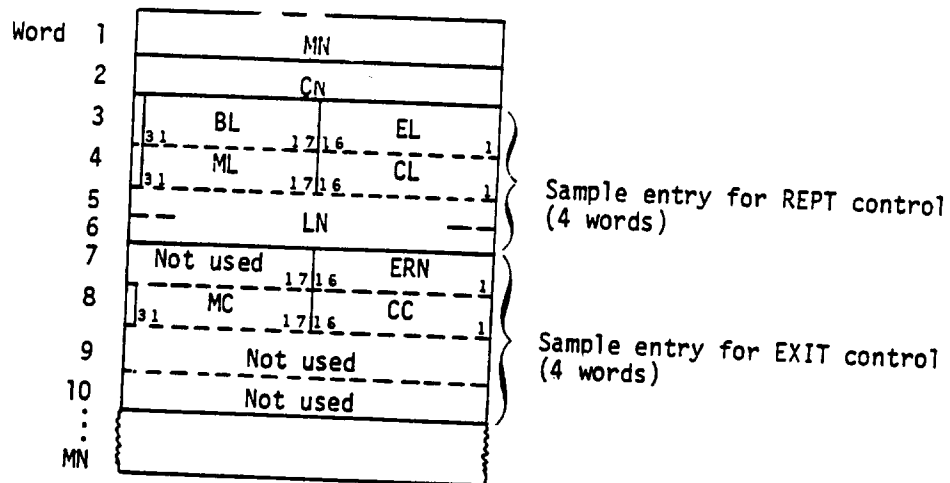 Word 1 MN
2 CN
3 BL EL
31 17 16 1
4 ML CL
31 17 16 1
5
6 LN
Sample entry for REPT control
(4 words)
7 Not used ERN
17 16 1
8 MC CC
31 17 16 1
9 Not used
10 Not used
Sample entry for EXIT control
(4 words)
:
MN